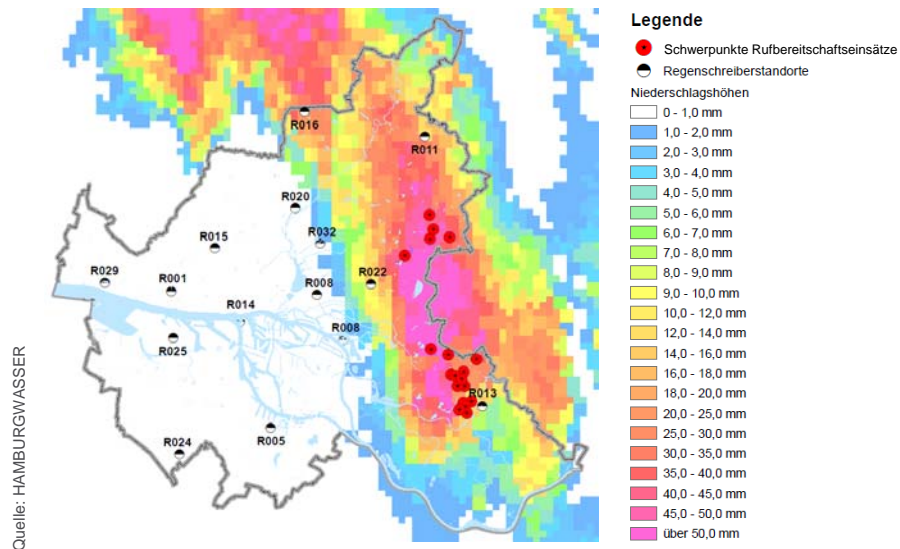 R016
R011
R020
R032
R015
R029
R001
R022
R008
R014
R008
R025
R013
R005
R024
Quelle: HAMBURGWASSER
Legende
Schwerpunkte Rufbereitschaftseinsätze
Regenschreiberstandorte
Niederschlagshöhen
0 - 1,0 mm
1,0 - 2,0 mm
2,0 - 3,0 mm
3,0 - 4,0 mm
4,0 - 5,0 mm
5,0 - 6,0 mm
6,0 - 7,0 mm
7,0 - 8,0 mm
8,0 - 9,0 mm
9,0 - 10,0 mm
10,0 - 12,0 mm
12,0 - 14,0 mm
14,0 - 16,0 mm
16,0 - 18,0 mm
18,0 - 20,0 mm
20,0 - 25,0 mm
25,0 - 30,0 mm
30,0 - 35,0 mm
35,0 - 40,0 mm
40,0 - 45,0 mm
45,0 - 50,0 mm
über 50,0 mm